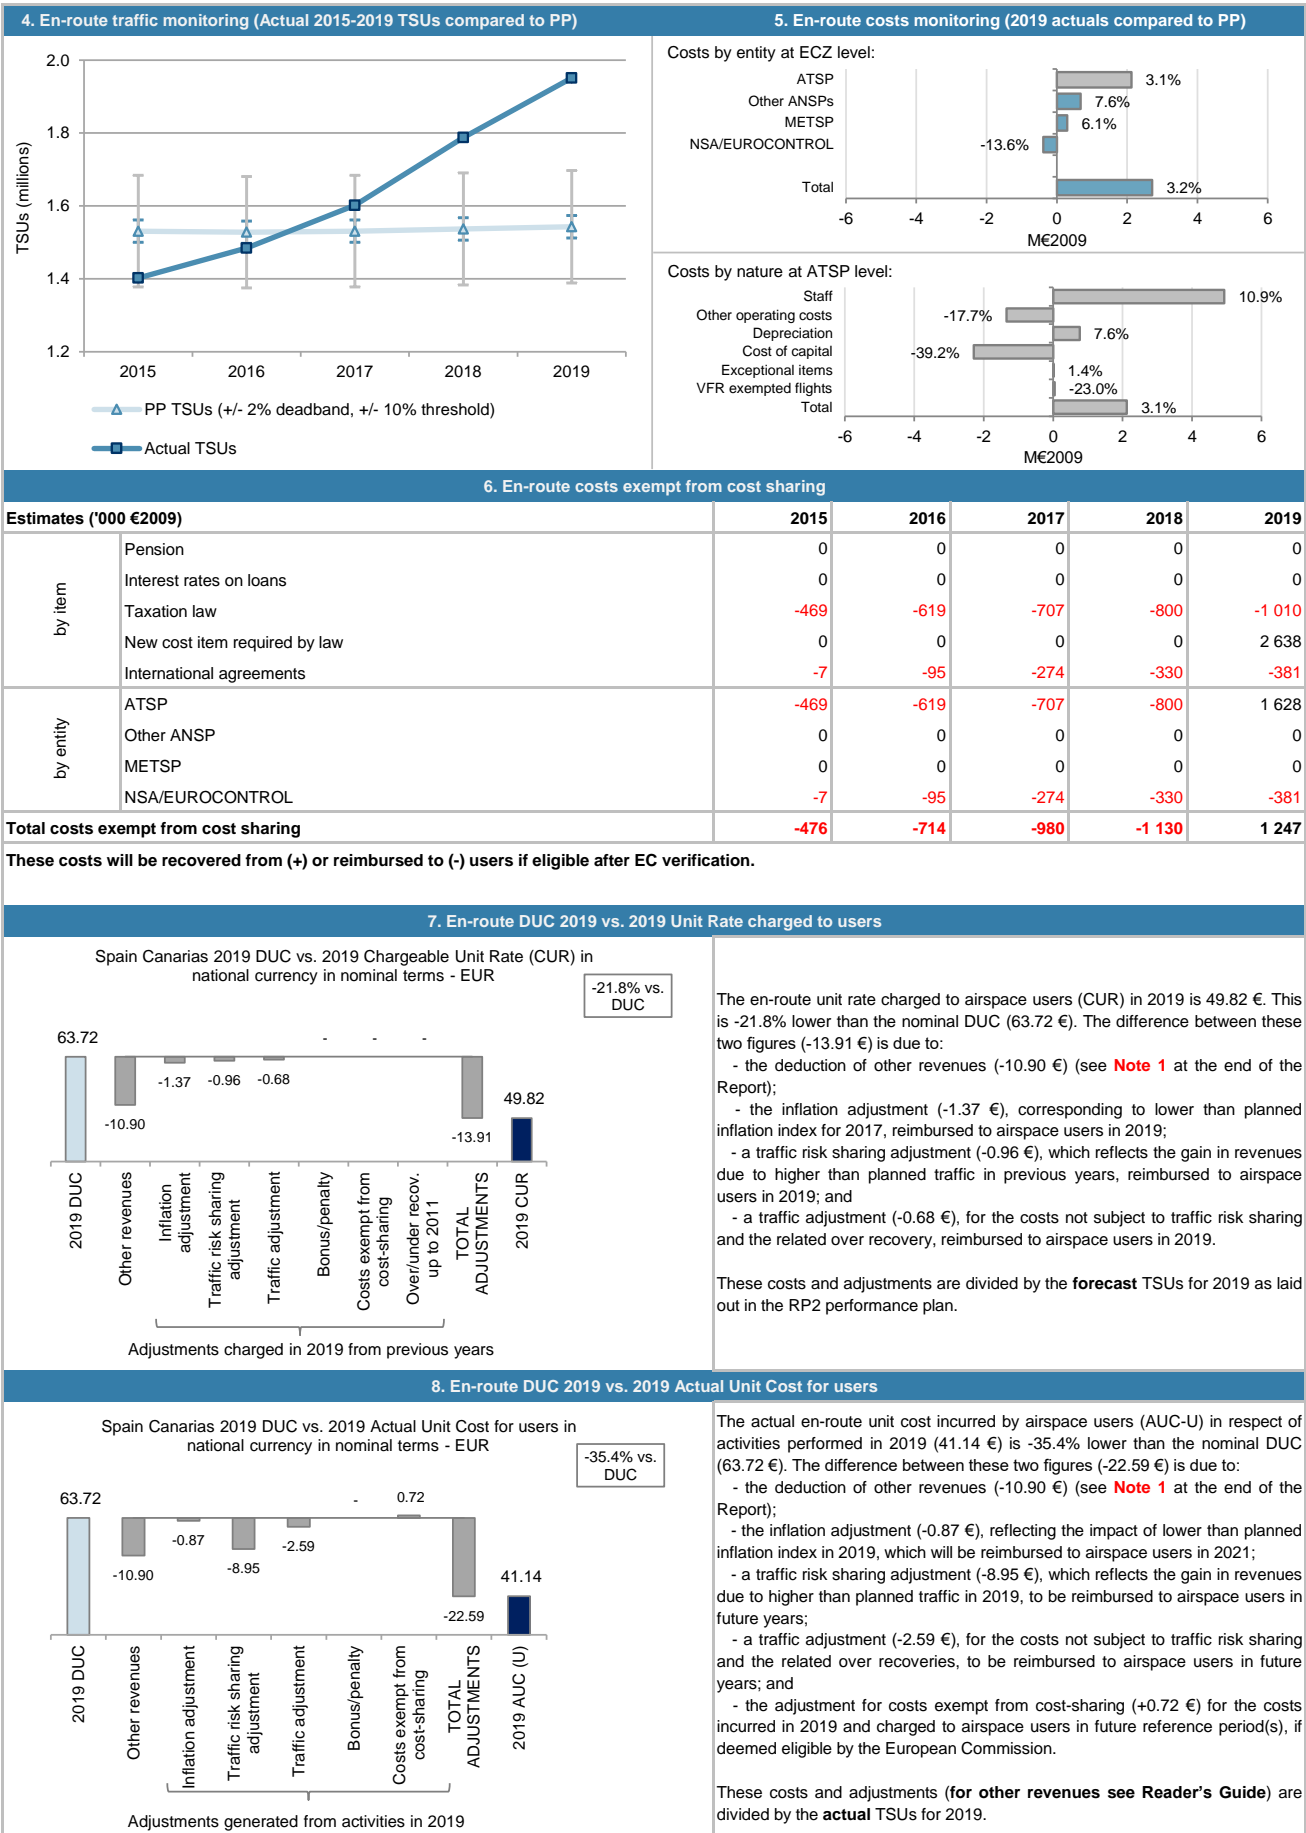 4. En-route traffic monitoring (Actual 2015-2019 TSUs compared to PP)
2.0
1.8
1.6
1.4
1.2
TSUs (millions)
2015 2016 2017 2018 2019
PP TSUs (+/- 2% deadband, +/- 10% threshold)
Actual TSUs
5. En-route costs monitoring (2019 actuals compared to PP)
Costs by entity at ECZ level:
ATSP 3.1%
Other ANSPs 7.6%
METSP 6.1%
NSA/EUROCONTROL -13.6%
Total 3.2%
-6 -4 -2 0 2 4 6
M€2009
Costs by nature at ATSP level:
Staff 10.9%
Other operating costs -17.7%
Depreciation 7.6%
Cost of capital -39.2%
Exceptional items 1.4%
VFR exempted flights -23.0%
Total 3.1%
-6 -4 -2 0 2 4 6
M€2009
6. En-route costs exempt from cost sharing
Estimates ('000 €2009) 2015 2016 2017 2018 2019
by item
Pension 0 0 0 0 0
Interest rates on loans 0 0 0 0 0
Taxation law -469 -619 -707 -800 -1 010
New cost item required by law 0 0 0 0 2 638
International agreements -7 -95 -274 -330 -381
by entity
ATSP -469 -619 -707 -800 1 628
Other ANSP 0 0 0 0 0
METSP 0 0 0 0 0
NSA/EUROCONTROL -7 -95 -274 -330 -381
Total costs exempt from cost sharing -476 -714 -980 -1 130 1 247
These costs will be recovered from (+) or reimbursed to (-) users if eligible after EC verification.
7. En-route DUC 2019 vs. 2019 Unit Rate charged to users
Spain Canarias 2019 DUC vs. 2019 Chargeable Unit Rate (CUR) in
national currency in nominal terms - EUR
-21.8% vs.
DUC
63.72
-10.90
-1.37
-0.96
-0.68
-
-
-
-13.91
49.82
2019 DUC
Other revenues
Inflation
adjustment
Traffic risk sharing
adjustment
Traffic adjustment
Bonus/penalty
Costs exempt from
cost-sharing
Over/under recov.
up to 2011
TOTAL
ADJUSTMENTS
2019 CUR
Adjustments charged in 2019 from previous years
The en-route unit rate charged to airspace users (CUR) in 2019 is 49.82 €. This
is -21.8% lower than the nominal DUC (63.72 €). The difference between these
two figures (-13.91 €) is due to:
- the deduction of other revenues (-10.90 €) (see Note 1 at the end of the
Report);
- the inflation adjustment (-1.37 €), corresponding to lower than planned
inflation index for 2017, reimbursed to airspace users in 2019;
- a traffic risk sharing adjustment (-0.96 €), which reflects the gain in revenues
due to higher than planned traffic in previous years, reimbursed to airspace
users in 2019; and
- a traffic adjustment (-0.68 €), for the costs not subject to traffic risk sharing
and the related over recovery, reimbursed to airspace users in 2019.
These costs and adjustments are divided by the forecast TSUs for 2019 as laid
out in the RP2 performance plan.
8. En-route DUC 2019 vs. 2019 Actual Unit Cost for users
Spain Canarias 2019 DUC vs. 2019 Actual Unit Cost for users in
national currency in nominal terms - EUR
-35.4% vs.
DUC
63.72
-10.90
-0.87
-8.95
-2.59
-
0.72
-22.59
41.14
2019 DUC
Other revenues
Inflation adjustment
Traffic risk sharing
adjustment
Traffic adjustment
Bonus/penalty
Costs exempt from
cost-sharing
TOTAL
ADJUSTMENTS
2019 AUC (U)
Adjustments generated from activities in 2019
The actual en-route unit cost incurred by airspace users (AUC-U) in respect of
activities performed in 2019 (41.14 €) is -35.4% lower than the nominal DUC
(63.72 €). The difference between these two figures (-22.59 €) is due to:
- the deduction of other revenues (-10.90 €) (see Note 1 at the end of the
Report);
- the inflation adjustment (-0.87 €), reflecting the impact of lower than planned
inflation index in 2019, which will be reimbursed to airspace users in 2021;
- a traffic risk sharing adjustment (-8.95 €), which reflects the gain in revenues
due to higher than planned traffic in 2019, to be reimbursed to airspace users in
future years;
- a traffic adjustment (-2.59 €), for the costs not subject to traffic risk sharing
and the related over recoveries, to be reimbursed to airspace users in future
years; and
- the adjustment for costs exempt from cost-sharing (+0.72 €) for the costs
incurred in 2019 and charged to airspace users in future reference period(s), if
deemed eligible by the European Commission.
These costs and adjustments (for other revenues see Reader's Guide) are
divided by the actual TSUs for 2019.